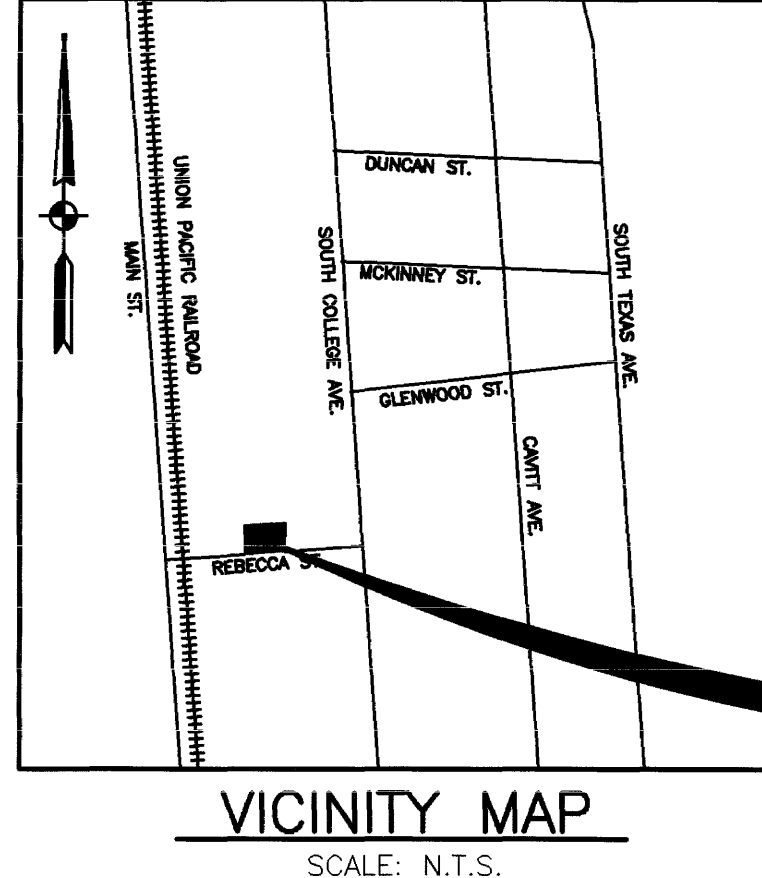 DUNCAN ST.
UNION PACIFIC RAILROAD
MAIN ST.
SOUTH COLLEGE AVE.
SOUTH TEXAS AVE.
MCKINNEY ST.
GLENWOOD ST.
CAVITT AVE.
REBECCA ST
VICINITY MAP
SCALE: N.T.S.